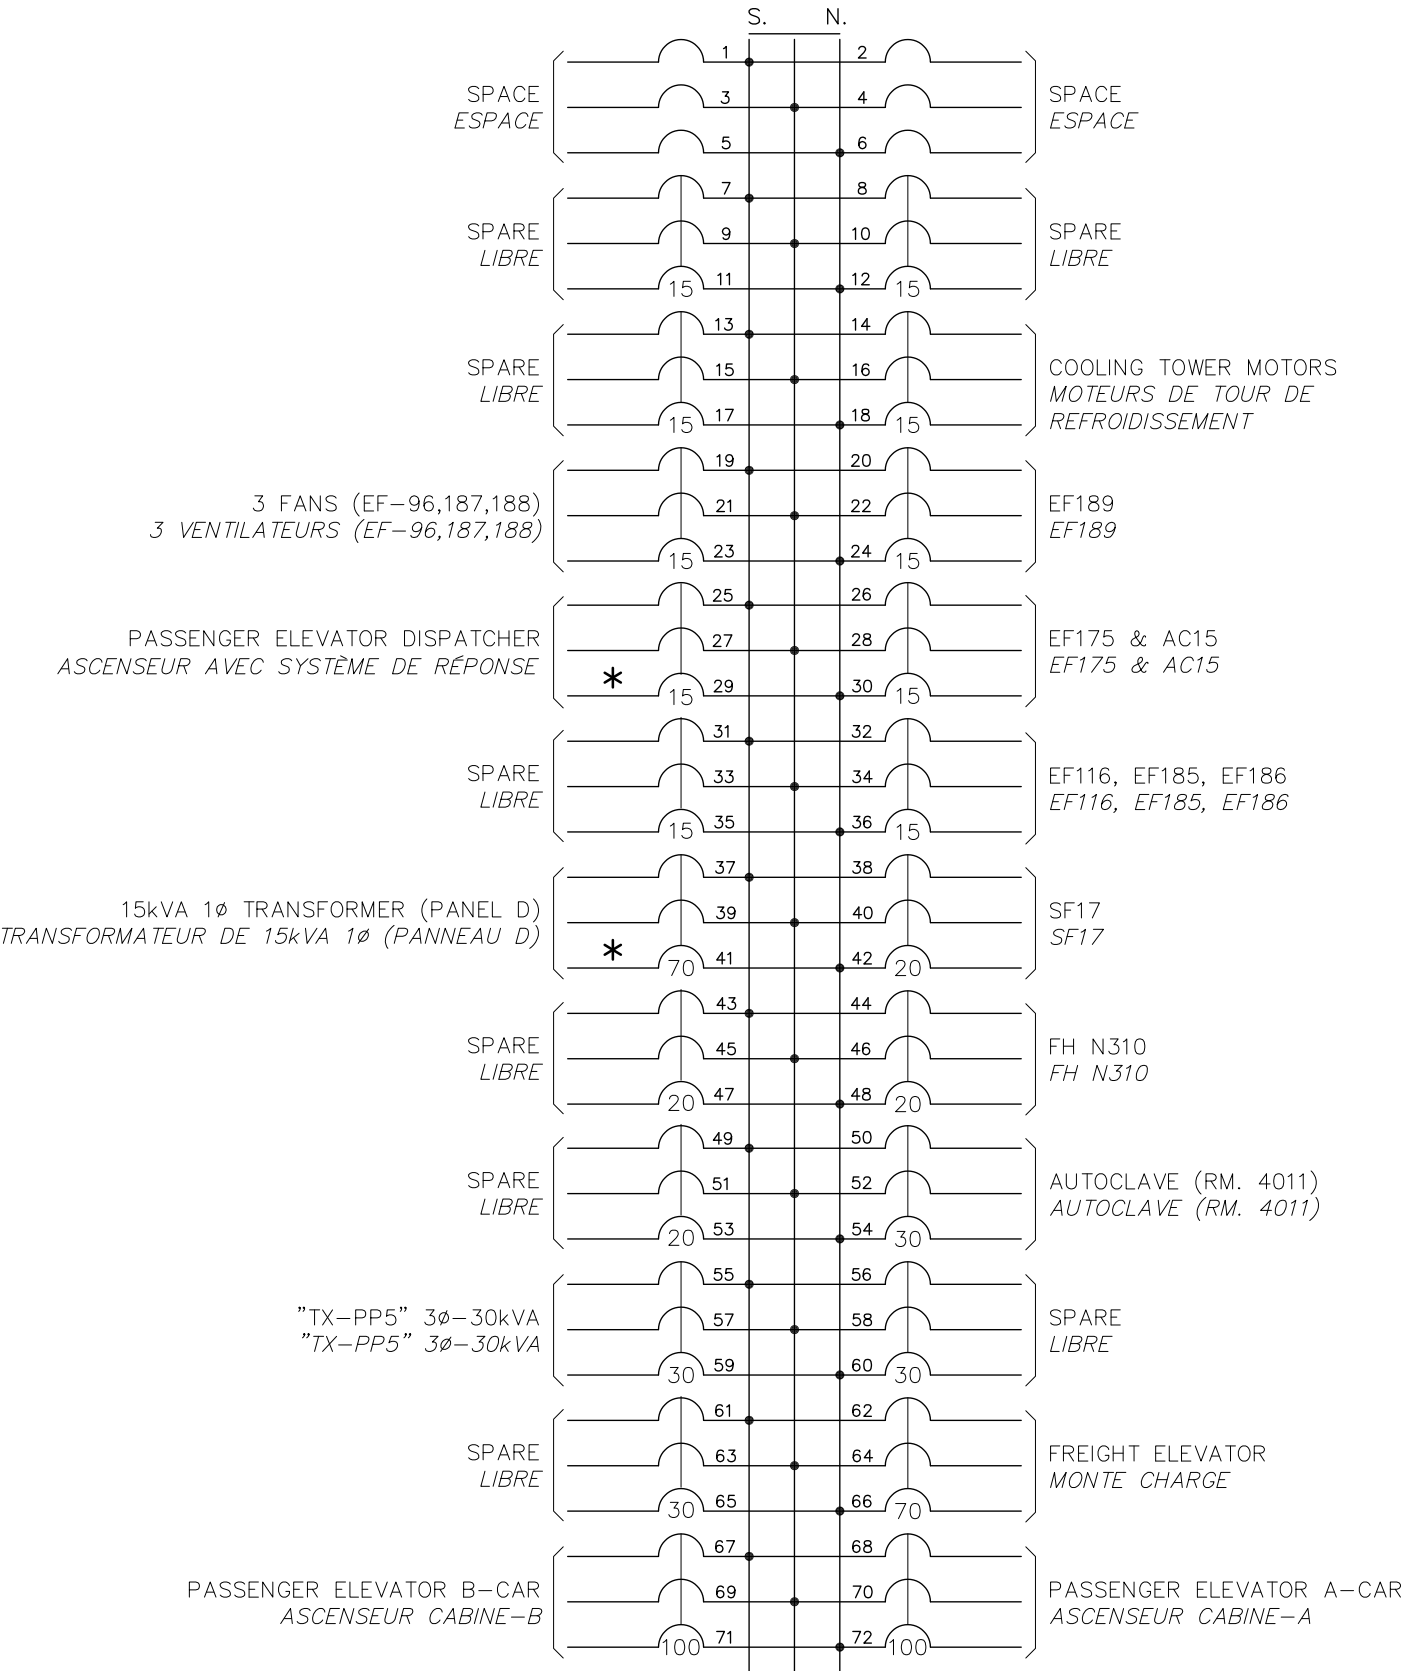 S. N.
1 2
SPACE SPACE
3 4
ESPACE ESPACE
5 6
7 8
SPARE SPARE
9 10
LIBRE LIBRE
15 11 12 15
13 14
SPARE COOLING TOWER MOTORS
15 16
LIBRE MOTEURS DE TOUR DE
15 17 18 15 REFROIDISSEMENT
19 20
3 FANS (EF-96,187,188) EF189
21 22
3 VENTILATEURS (EF-96,187,188) EF189
15 23 24 15
25 26
PASSENGER ELEVATOR DISPATCHER EF175 & AC15
27 28
ASCENSEUR AVEC SYSTÈME DE RÉPONSE EF175 & AC15
* 15 29 30 15
31 32
SPARE EF116, EF185, EF186
33 34
LIBRE EF116, EF185, EF186
15 35 36 15
37 38
15kVA 1ø TRANSFORMER (PANEL D) SF17
39 40
TRANSFORMATEUR DE 15kVA 1ø (PANNEAU D) SF17
* 70 41 42 20
43 44
SPARE FH N310
45 46
LIBRE FH N310
20 47 48 20
49 50
SPARE AUTOCLAVE (RM. 4011)
51 52
LIBRE AUTOCLAVE (RM. 4011)
20 53 54 30
55 56
"TX-PP5" 3ø-30kVA SPARE
57 58
"TX-PP5" 3ø-30kVA LIBRE
30 59 60 30
61 62
SPARE FREIGHT ELEVATOR
63 64
LIBRE MONTE CHARGE
30 65 66 70
67 68
PASSENGER ELEVATOR B-CAR PASSENGER ELEVATOR A-CAR
69 70
ASCENSEUR CABINE-B ASCENSEUR CABINE-A
100 71 72 100